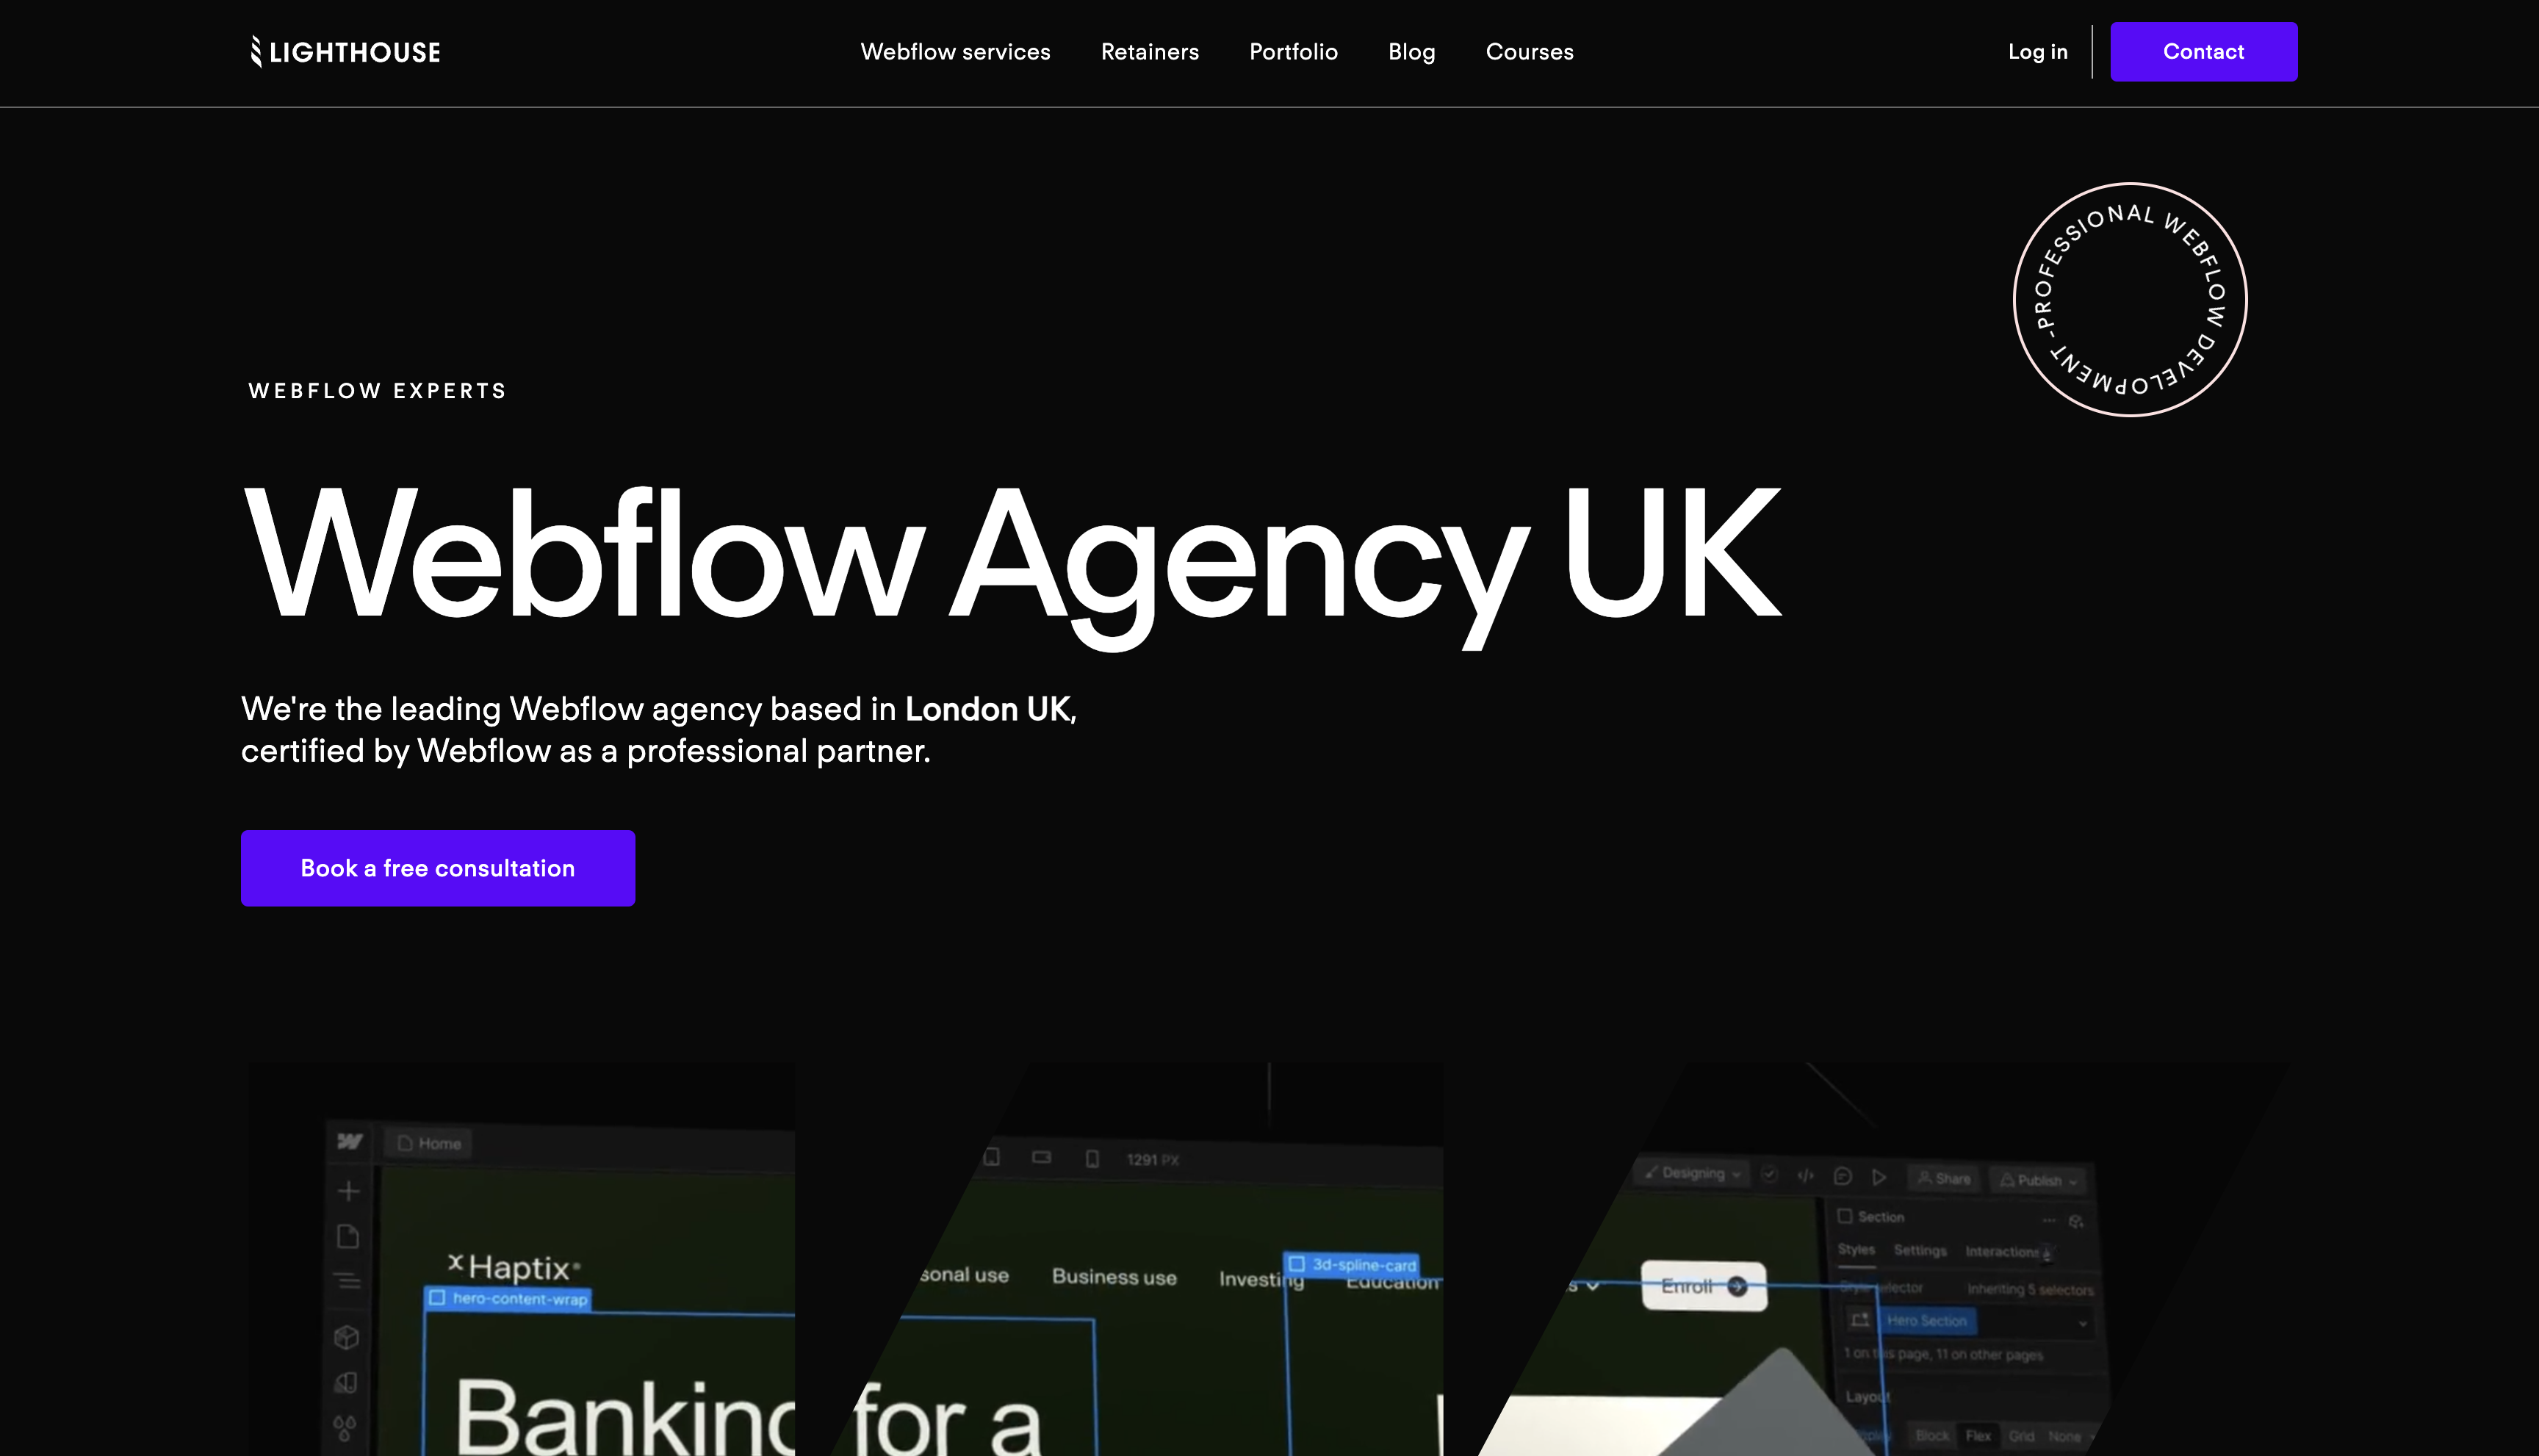 LIGHTHOUSE
Webflow services
Retainers
Portfolio
Blog
Courses
Log in
Contact
PROFESSIONAL WEBFLOW DEVELOPMENT -
WEBFLOW EXPERTS
Webflow Agency UK
We're the leading Webflow agency based in London UK,
certified by Webflow as a professional partner.
Book a free consultation
Home
Haptix
hero-content-wrap
1291 PX
sonal use
Business use
Investing
Education
3d-spline-card
for a
Designing
Share
Publish
Section
Styles
Settings
Interactions
Style selector
Inheriting 5 selectors
Hero Section
1 on this page, 11 on other pages
Enroll
Layout
Block
Flex
Grid
None